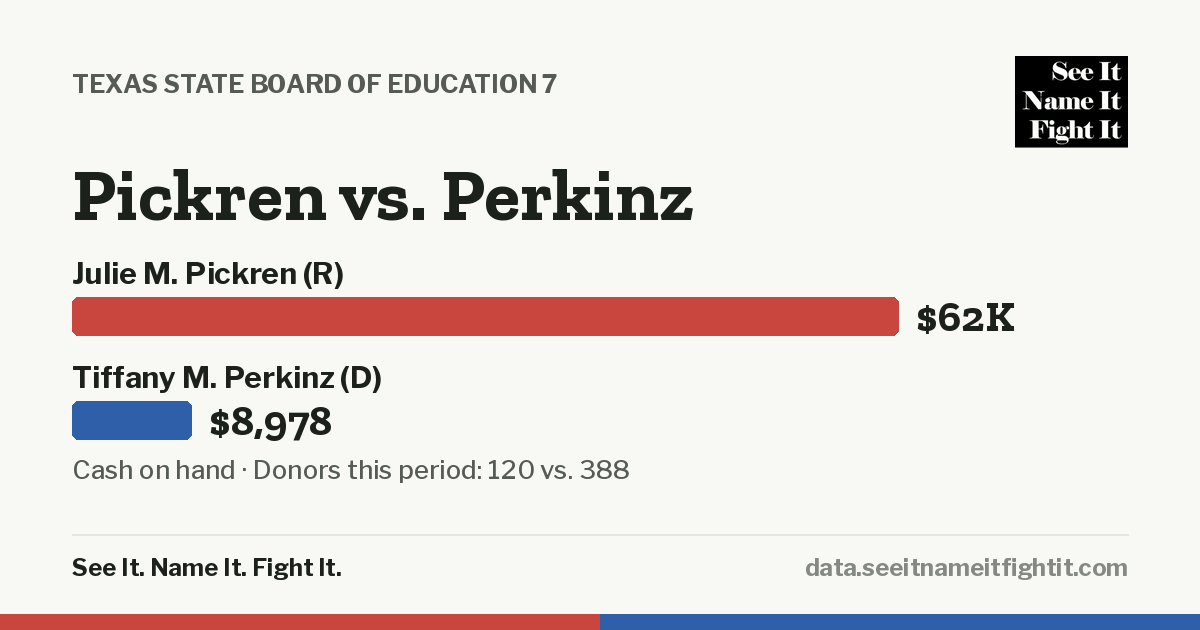 TEXAS STATE BOARD OF EDUCATION 7
See It
Name It
Fight It
Pickren vs. Perkinz
Julie M. Pickren (R)
$62K
Tiffany M. Perkinz (D)
$8,978
Cash on hand · Donors this period: 120 vs. 388
See It. Name It. Fight It.
data.seeitnameitfightit.com